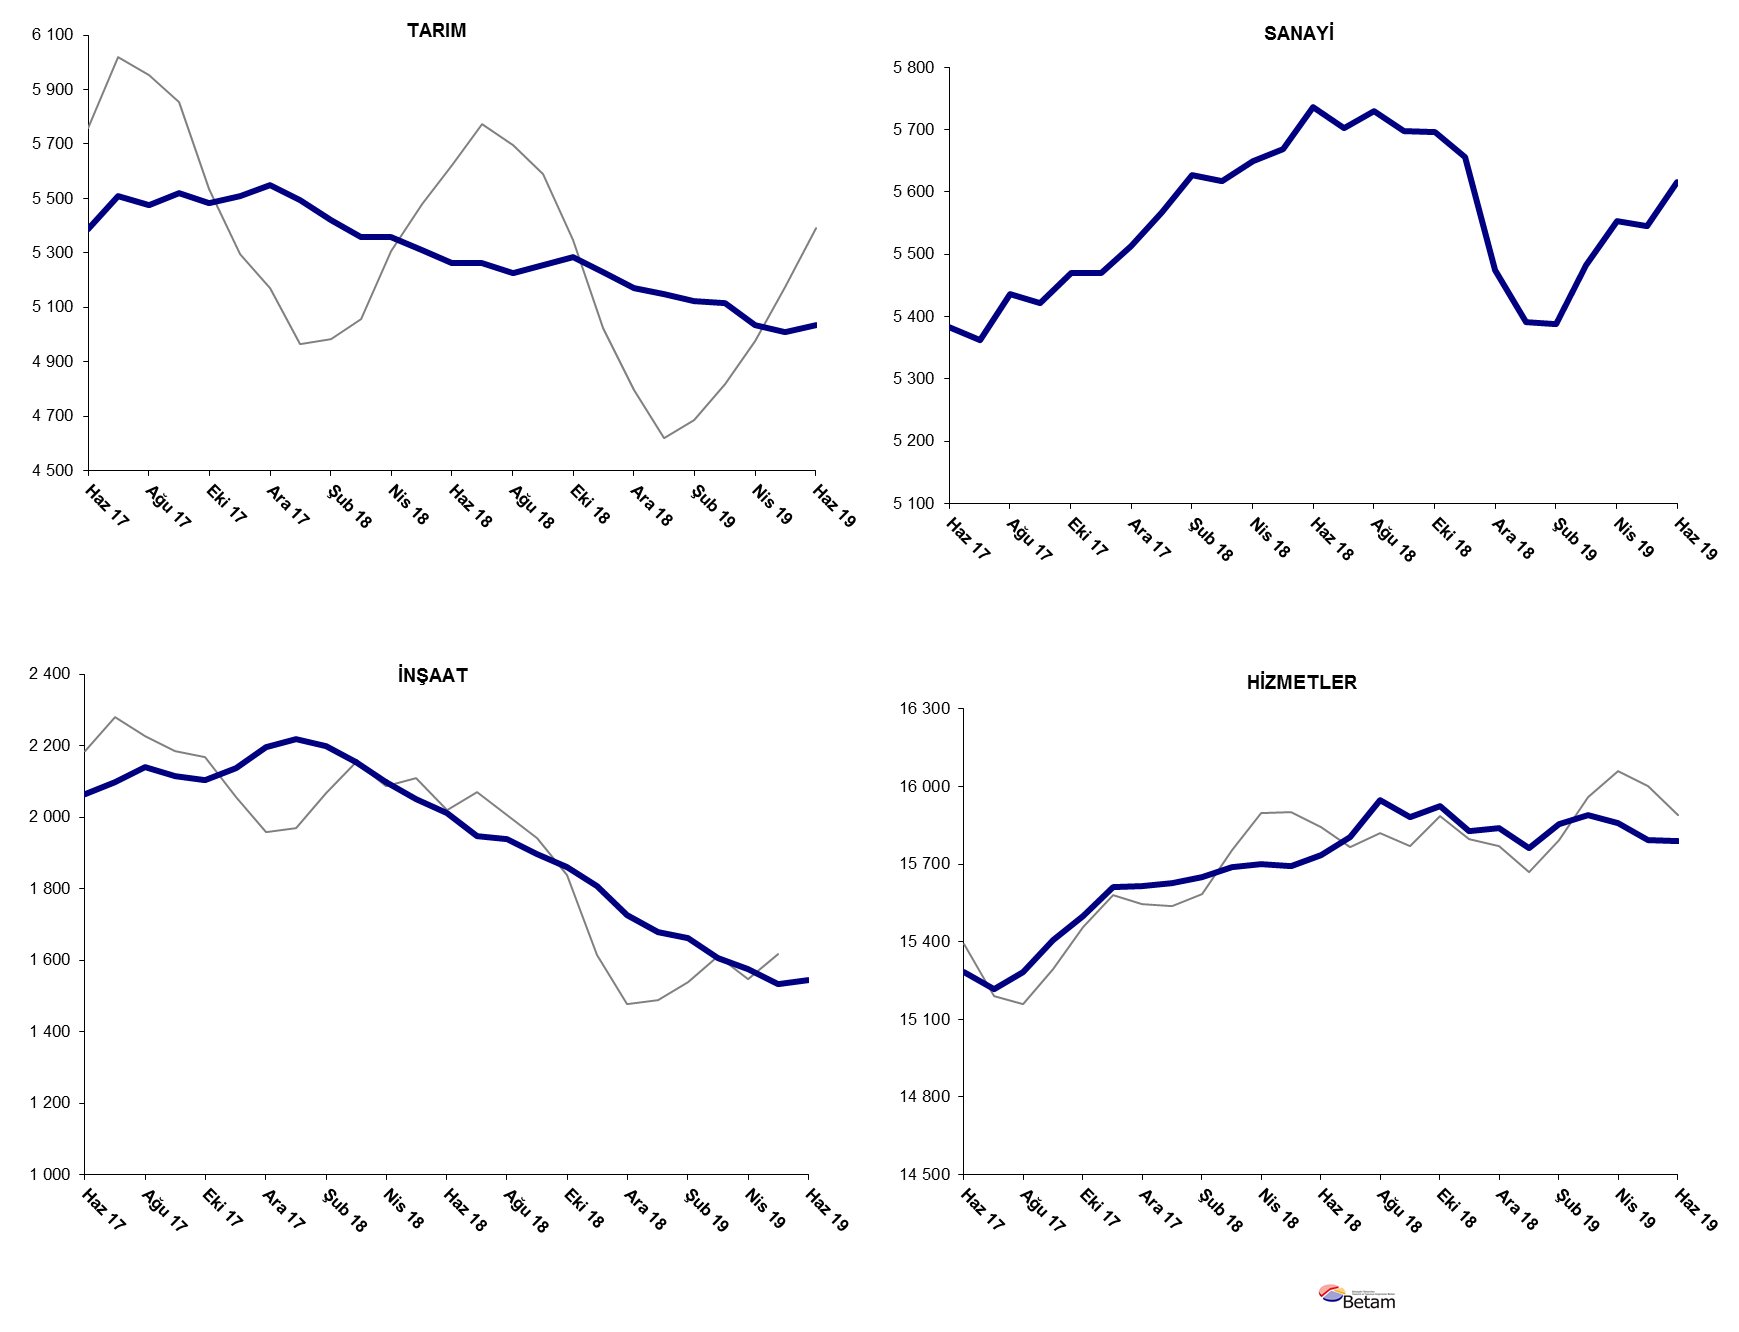 TARIM
6 100
5 900
5 700
5 500
5 300
5 100
4 900
4 700
4 500
Haz 17
Ağu 17
Eki 17
Ara 17
Şub 18
Nis 18
Haz 18
Ağu 18
Eki 18
Ara 18
Şub 19
Nis 19
Haz 19
SANAYİ
5 800
5 700
5 600
5 500
5 400
5 300
5 200
5 100
Haz 17
Ağu 17
Eki 17
Ara 17
Şub 18
Nis 18
Haz 18
Ağu 18
Eki 18
Ara 18
Şub 19
Nis 19
Haz 19
İNŞAAT
2 400
2 200
2 000
1 800
1 600
1 400
1 200
1 000
Haz 17
Ağu 17
Eki 17
Ara 17
Şub 18
Nis 18
Haz 18
Ağu 18
Eki 18
Ara 18
Şub 19
Nis 19
Haz 19
HİZMETLER
16 300
16 000
15 700
15 400
15 100
14 800
14 500
Haz 17
Ağu 17
Eki 17
Ara 17
Şub 18
Nis 18
Haz 18
Ağu 18
Eki 18
Ara 18
Şub 19
Nis 19
Haz 19
Betam